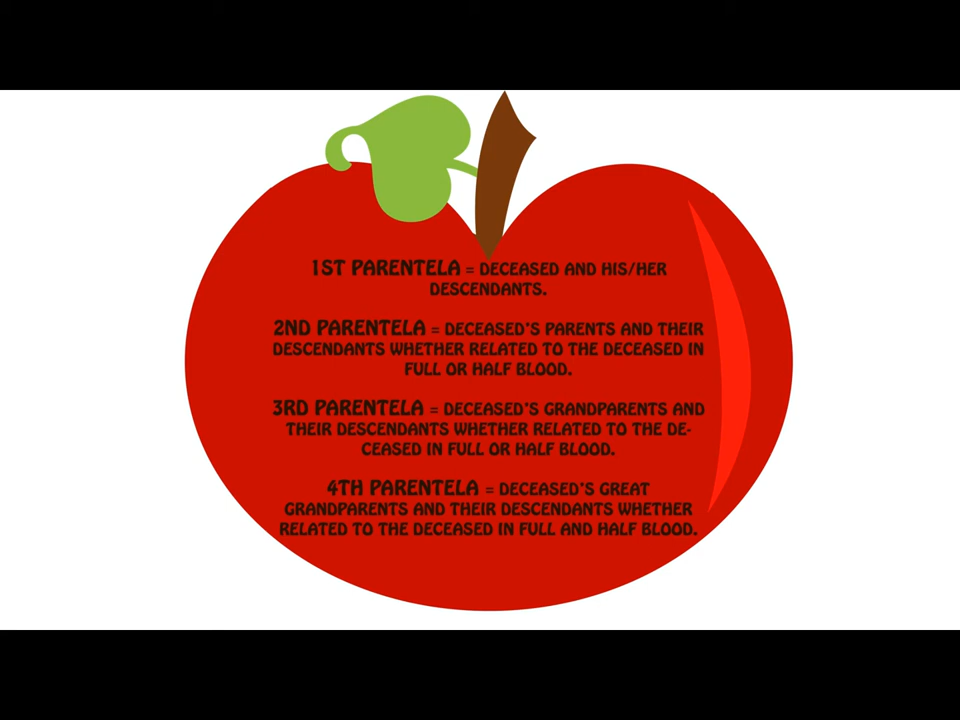 1ST PARENTELA = DECEASED AND HIS/HER
DESCENDANTS.
2ND PARENTELA = DECEASED'S PARENTS AND THEIR
DESCENDANTS WHETHER RELATED TO THE DECEASED IN
FULL OR HALF BLOOD.
3RD PARENTELA = DECEASED'S GRANDPARENTS AND
THEIR DESCENDANTS WHETHER RELATED TO THE DE-
CEASED IN FULL OR HALF BLOOD.
4TH PARENTELA = DECEASED'S GREAT
GRANDPARENTS AND THEIR DESCENDANTS WHETHER
RELATED TO THE DECEASED IN FULL AND HALF BLOOD.